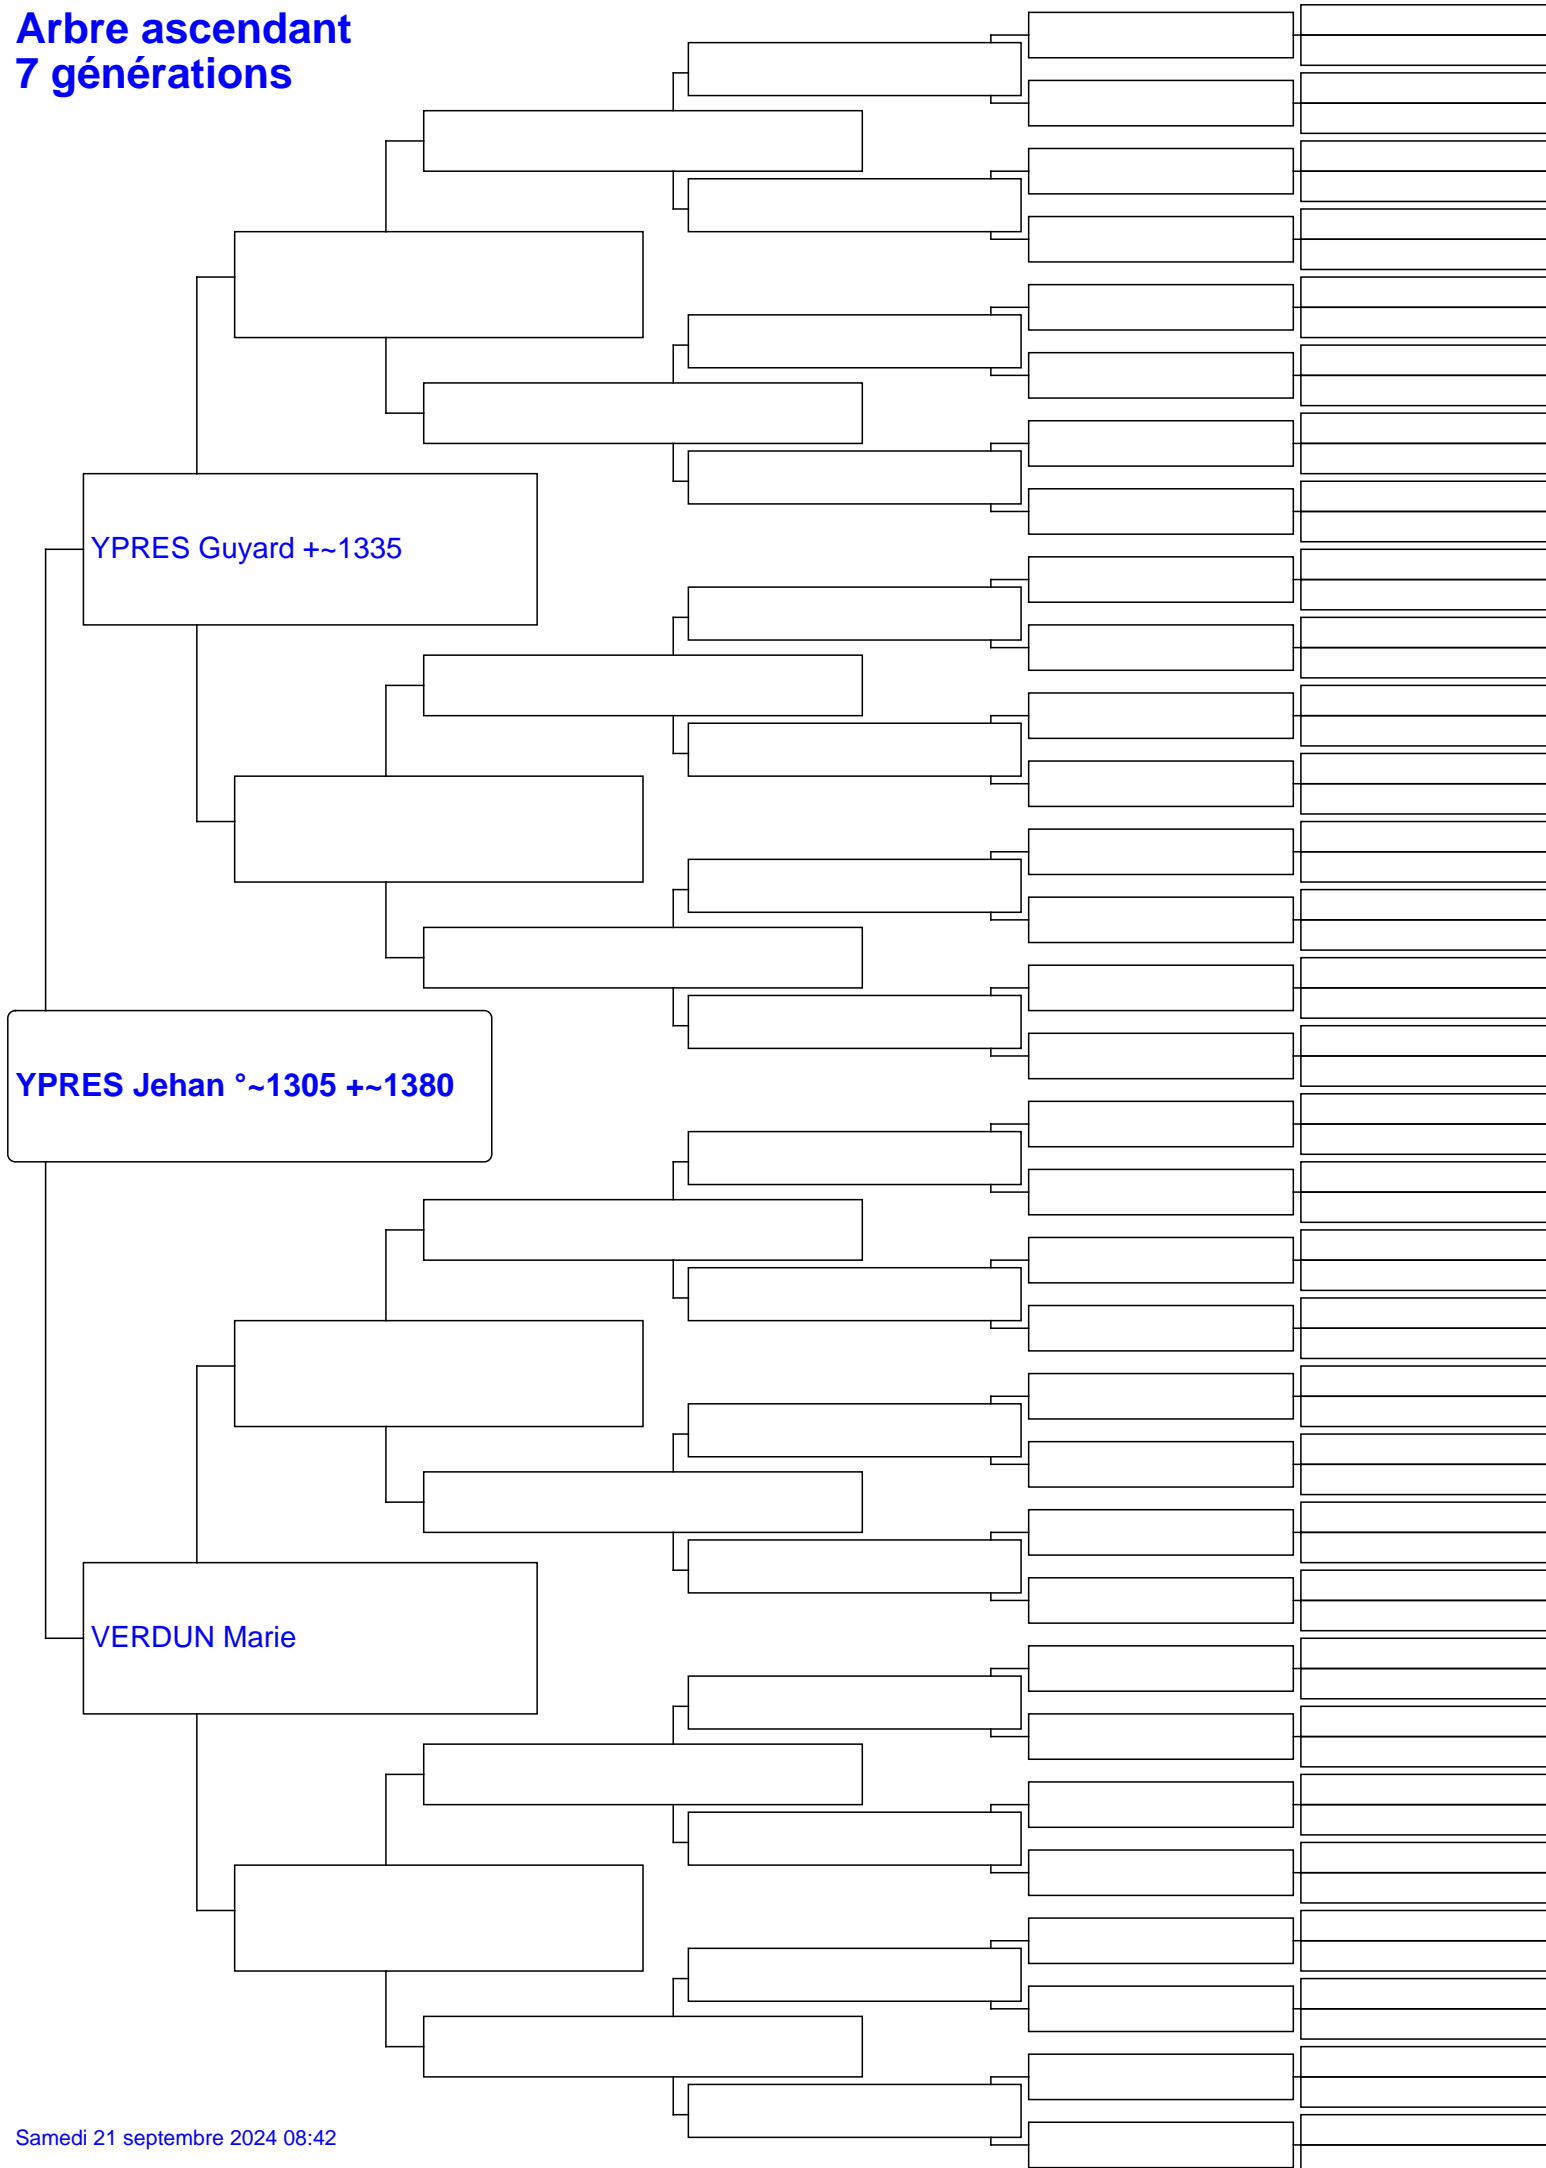 Arbre ascendant
7 générations
YPRES Guyard +~1335
YPRES Jehan °~1305 +~1380
VERDUN Marie
Samedi 21 septembre 2024 08:42